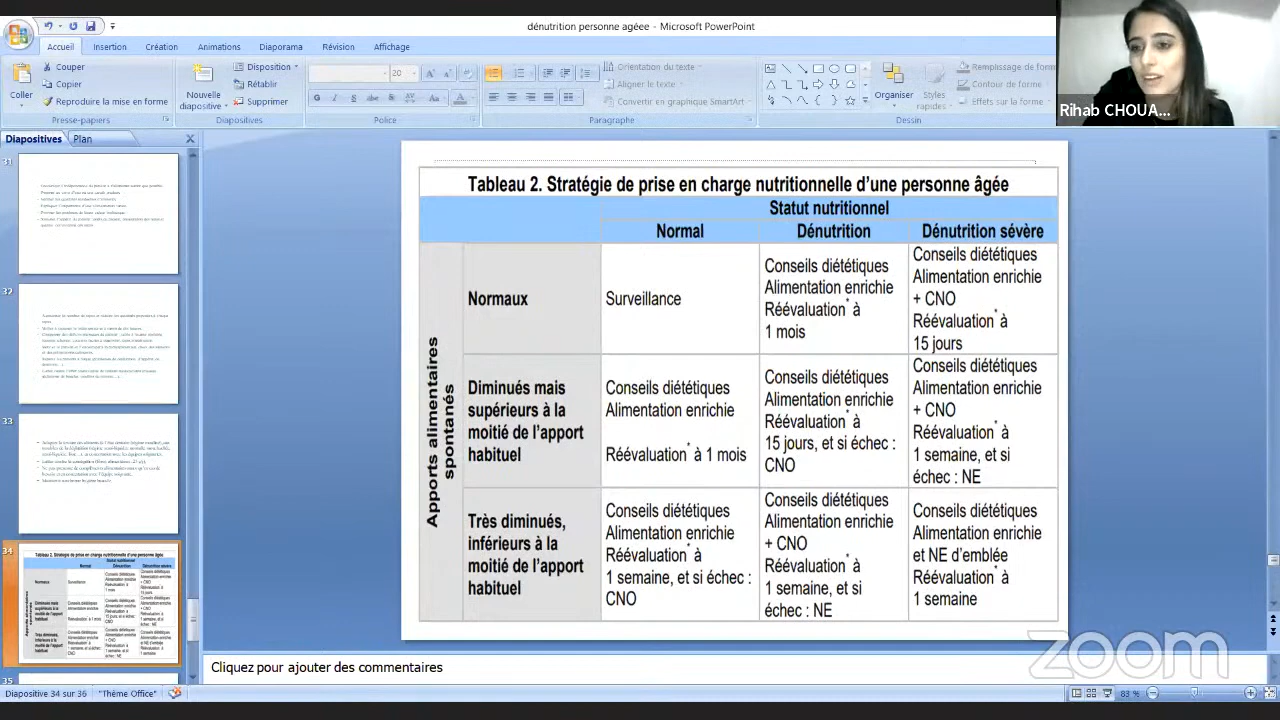 dénutrition personne agéee - Microsoft PowerPoint
Accueil
Insertion
Création
Animations
Diaporama
Révision
Affichage
Coller
Couper
Copier
Reproduire la mise en forme
Presse-papiers
Nouvelle
diapositive
Disposition
Rétablir
Supprimer
Diapositives
20
Orientation du texte
Aligner le texte
Convertir en graphique SmartArt
Paragraphe
Organiser
Styles
rapides
Remplissage de forme
Contour de forme
Effets sur la forme
Dessin
Rihab CHOUA...
Diapositives
Plan
31
32
33
34
35
Tableau 2. Stratégie de prise en charge nutritionnelle d'une personne âgée
Statut nutritionnel
Normal
Dénutrition
Dénutrition sévère
Apports alimentaires
spontanés
Normaux
Surveillance
Conseils diététiques
Alimentation enrichie
Réévaluation* à
Conseils diététiques
Alimentation enrichie
+ CNO
Réévaluation* à
15 jours
Diminués mais
supérieurs à la
moitié de l'apport
habituel
Conseils diététiques
Alimentation enrichie
Réévaluation* à 1 mois
Conseils diététiques
Alimentation enrichie
Réévaluation* à
et si échec :
CNO
Conseils diététiques
Alimentation enrichie
+ CNO
Réévaluation* à
1 semaine, et si
echec : NE
Très diminués,
inférieurs à la
moitié de l'apport
habituel
Conseils diététiques
Alimentation enrichie
Réévaluation* à
1 semaine, et si échec :
CNO
Conseils diététiques
Alimentation enrichie
+ CNO
Réévaluation* à
1 semaine, et si
échec : NE
Conseils diététiques
Alimentation enrichie
et NE d'emblée
Réévaluation* à
1 semaine
Cliquez pour ajouter des commentaires
zoom
Diapositive 34 sur 36
"Thème Office"
83 %